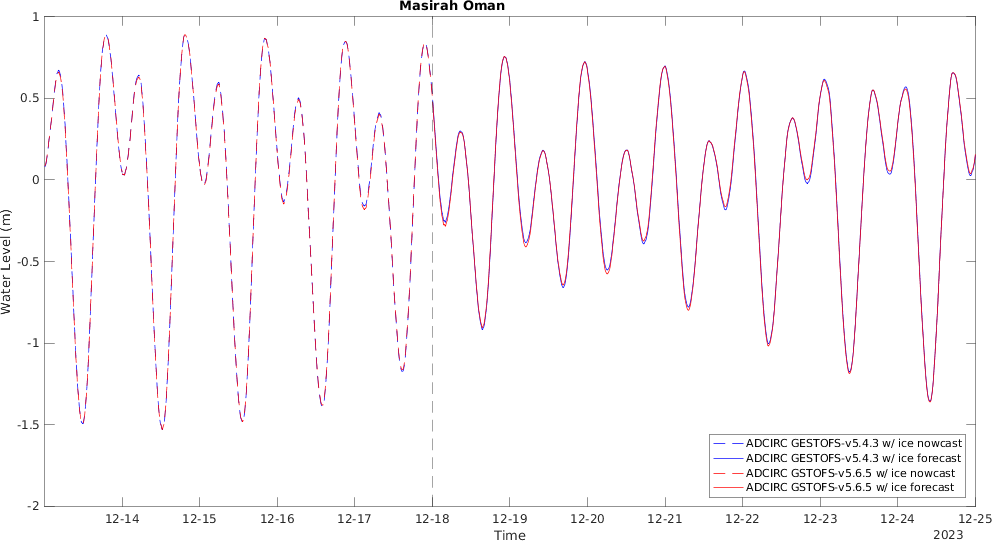 Masirah Oman
1
0.5
0
-0.5
-1
-1.5
-2
Water Level (m)
12-14 12-15 12-16 12-17 12-18 12-19 12-20 12-21 12-22 12-23 12-24 12-25
Time
2023
ADCIRC GESTOFS-v5.4.3 w/ ice nowcast
ADCIRC GESTOFS-v5.4.3 w/ ice forecast
ADCIRC GSTOFS-v5.6.5 w/ ice nowcast
ADCIRC GSTOFS-v5.6.5 w/ ice forecast